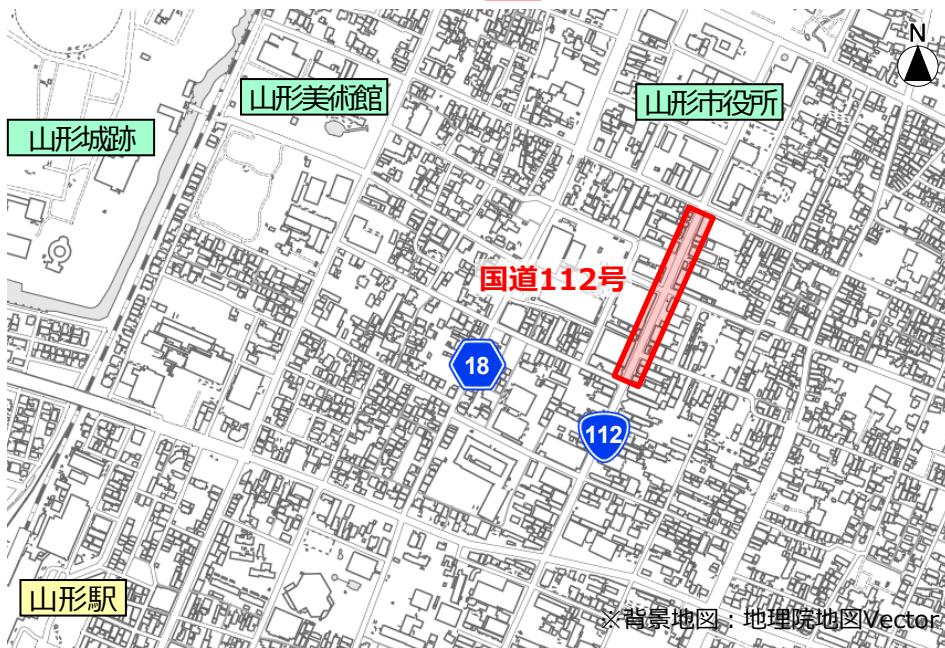 N
山形美術館
山形市役所
山形城跡
国道112号
18
112
山形駅
※背景地図：地理院地図Vector